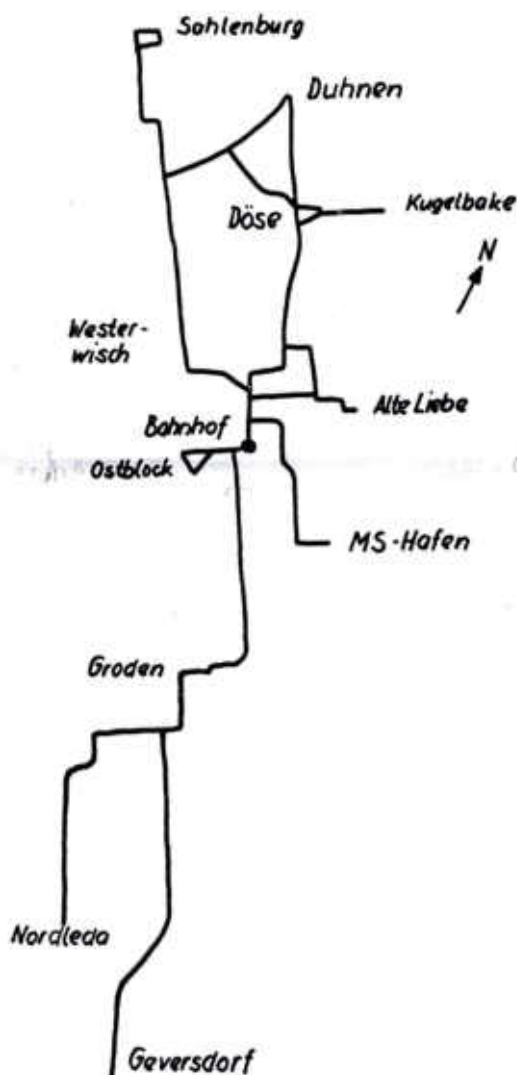 Sahlenburg
Duhnen
Kugelbake
Döse
N
Wester-
wisch
Alte Liebe
Bahnhof
Ostblock
MS-Hafen
Groden
Nordleda
Geversdorf